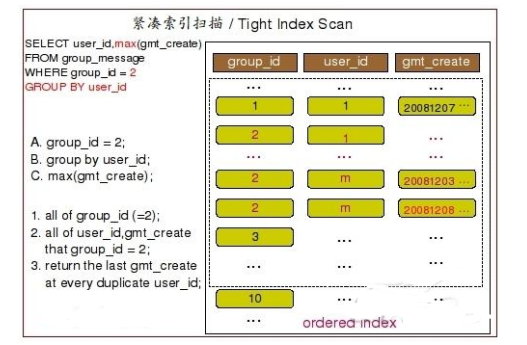 紧凑索引扫描 / Tight Index Scan
SELECT user_id,max(gmt_create)
FROM group_message
WHERE group_id = 2
GROUP BY user_id
A. group_id = 2;
B. group by user_id;
C. max(gmt_create);
1. all of group_id (=2);
2. all of user_id,gmt_create
that group_id = 2;
3. return the last gmt_create
at every duplicate user_id;
group_id user_id gmt_create
... ... ...
1 1 20081207 ...
2 1 ...
... ... ...
2 m 20081203 ...
2 m 20081208 ...
3 ... ...
... ... ...
10 ... ...
... ordered index